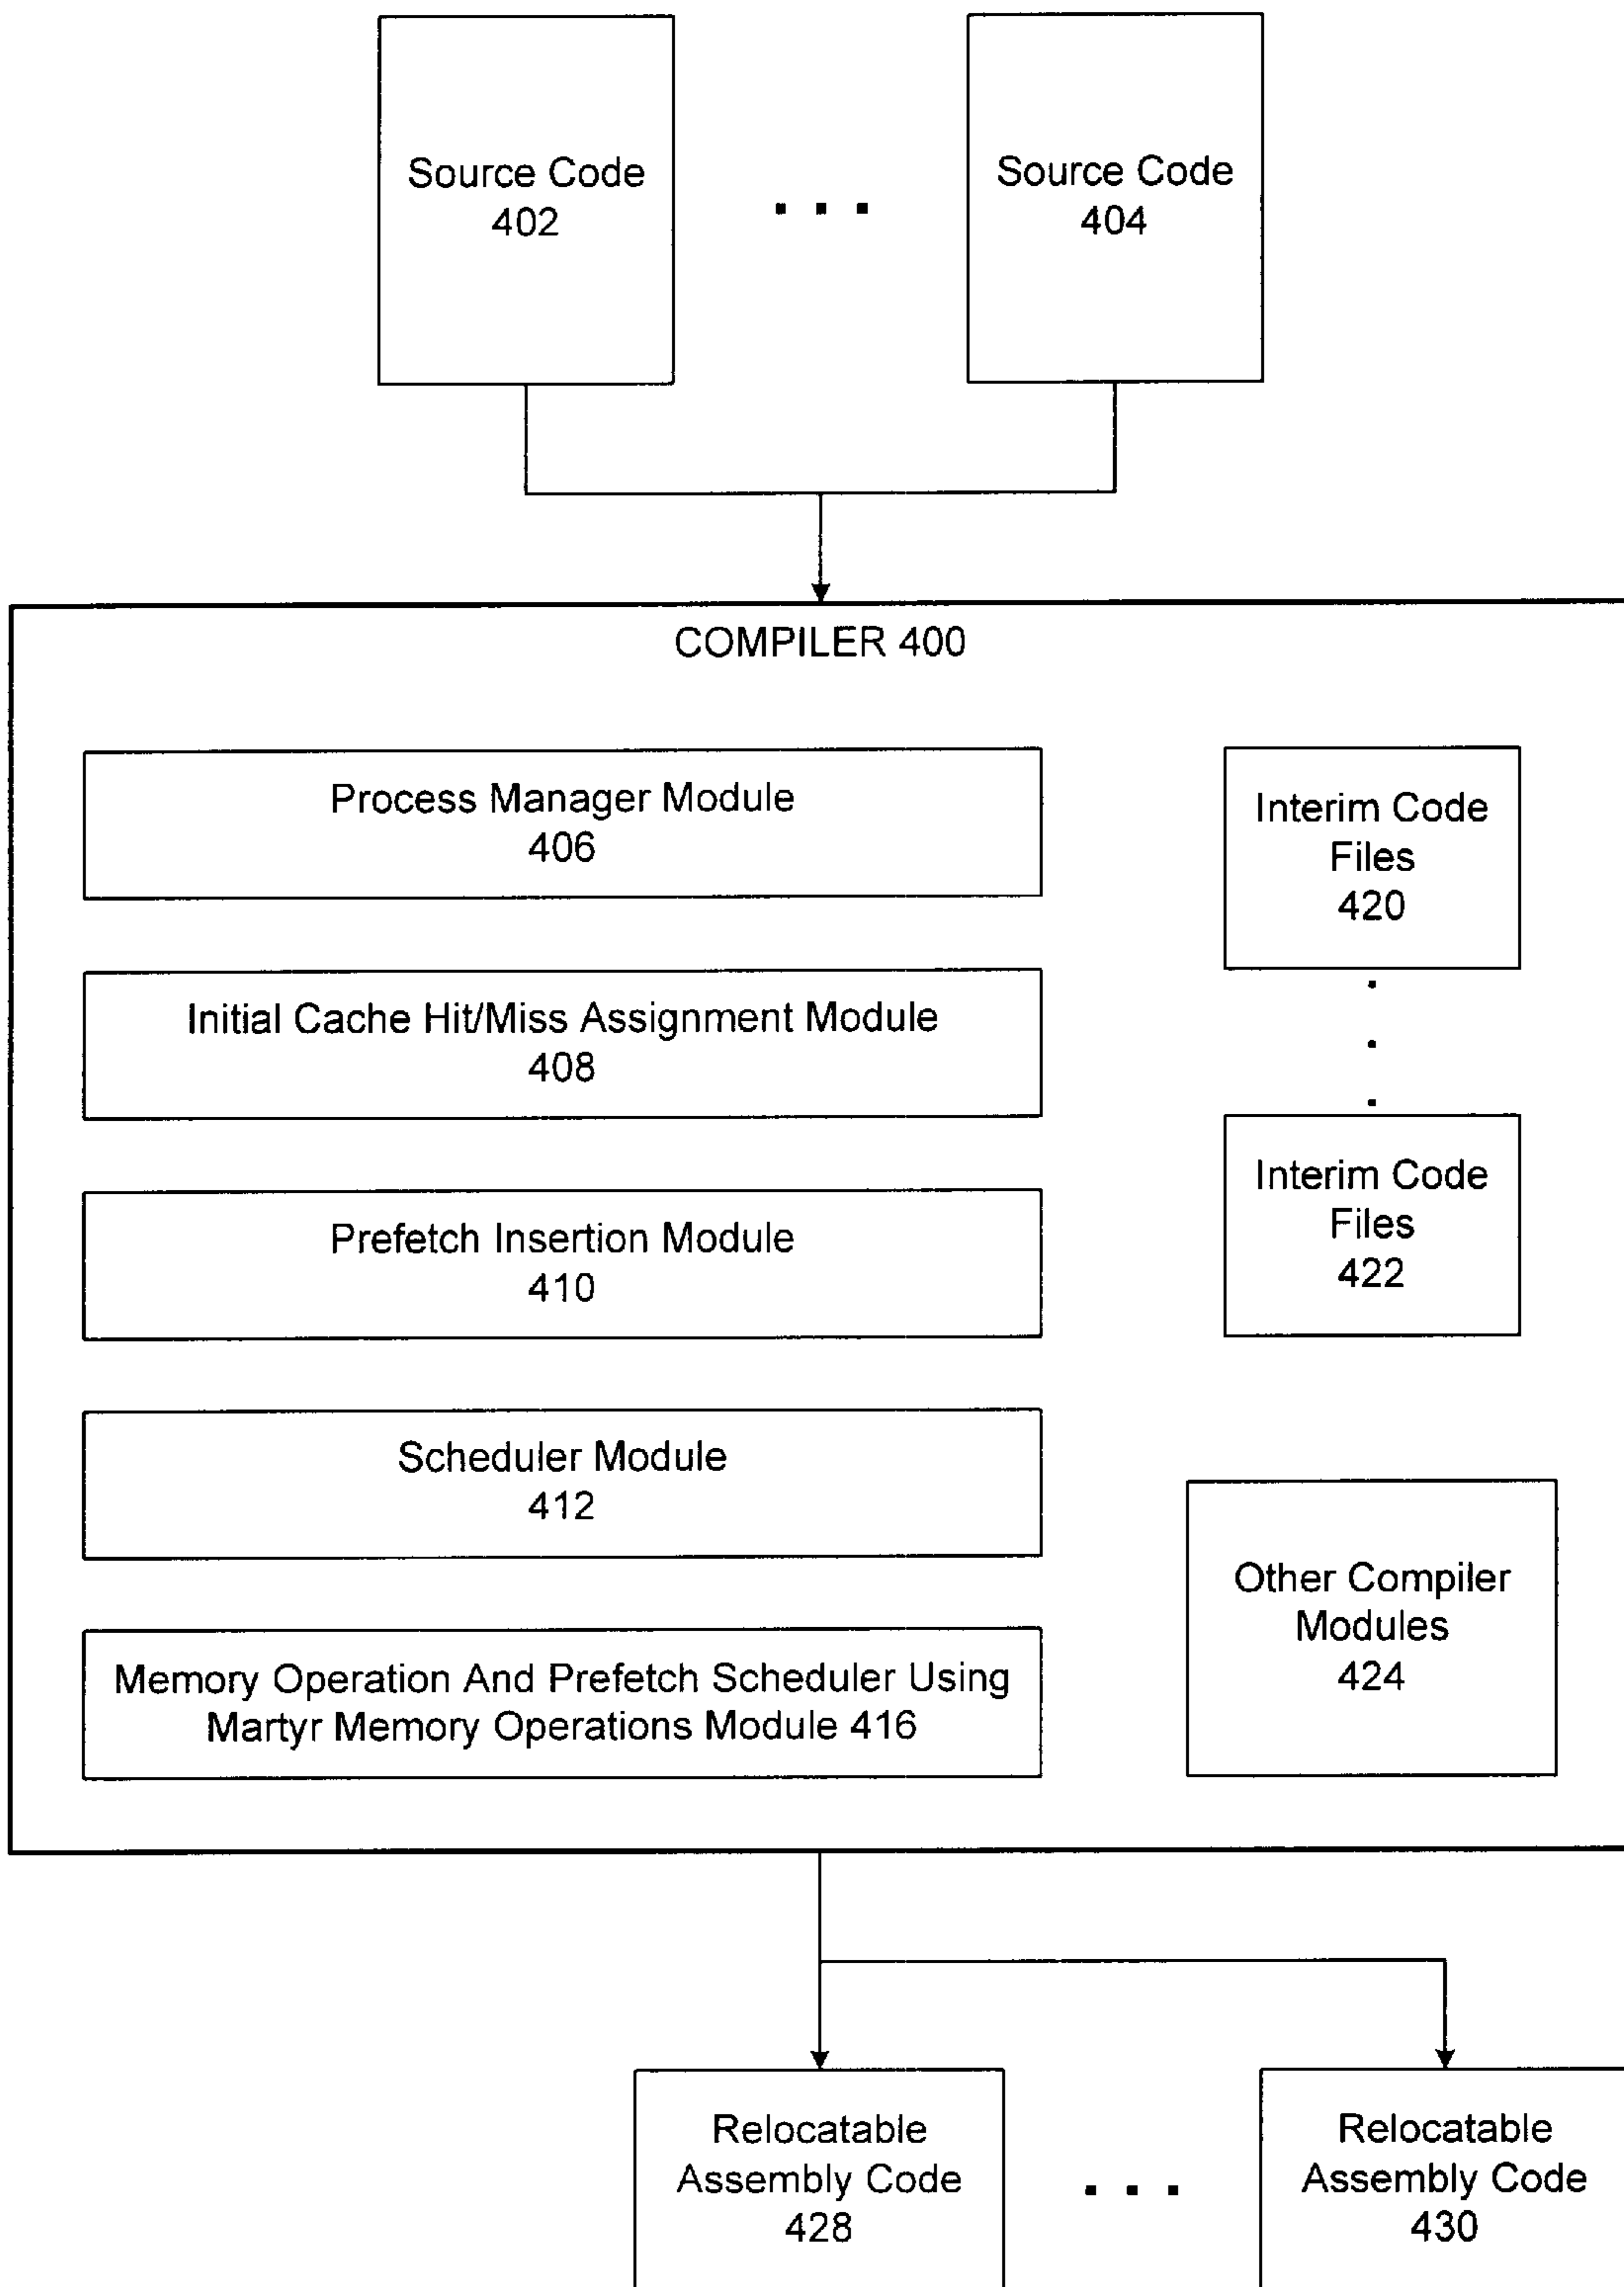 Source Code
402
Source Code
404
COMPILER 400
Process Manager Module
406
Initial Cache Hit/Miss Assignment Module
408
Prefetch Insertion Module
410
Scheduler Module
412
Memory Operation And Prefetch Scheduler Using
Martyr Memory Operations Module 416
Interim Code
Files
420
Interim Code
Files
422
Other Compiler
Modules
424
Relocatable
Assembly Code
428
Relocatable
Assembly Code
430